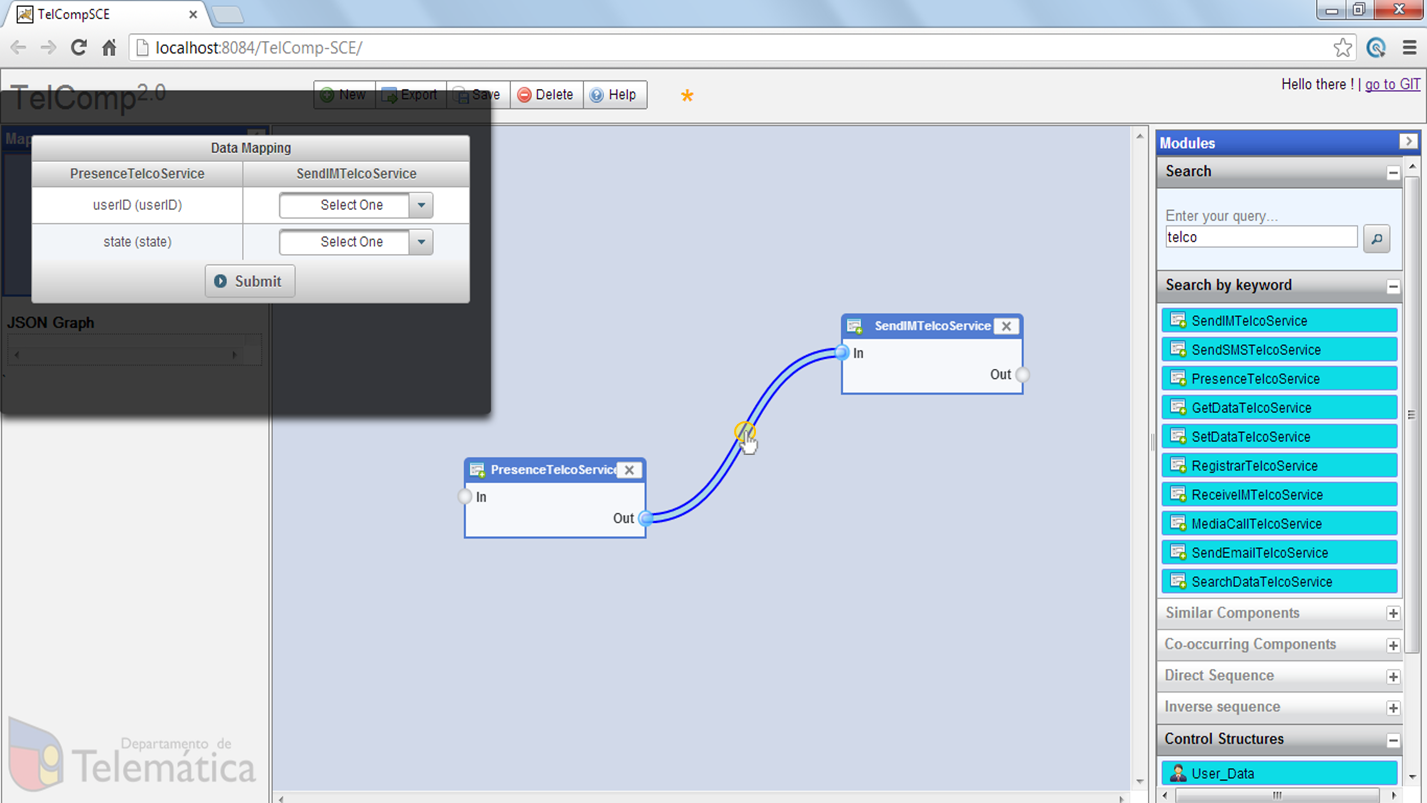 TelCompSCE
localhost:8084/TelComp-SCE/
TelComp2.0
New Export Save Delete Help
*
Hello there ! | go to GIT
Map
Data Mapping
PresenceTelcoService SendIMTelcoService
userID (userID) Select One
state (state) Select One
Submit
JSON Graph
SendIMTelcoService
In
Out
PresenceTelcoService
In
Out
Modules
Search
Enter your query...
telco
Search by keyword
SendIMTelcoService
SendSMSTelcoService
PresenceTelcoService
GetDataTelcoService
SetDataTelcoService
RegistrarTelcoService
ReceiveIMTelcoService
MediaCallTelcoService
SendEmailTelcoService
SearchDataTelcoService
Similar Components
Co-occurring Components
Direct Sequence
Inverse sequence
Control Structures
User_Data
Departamento de
Telemática